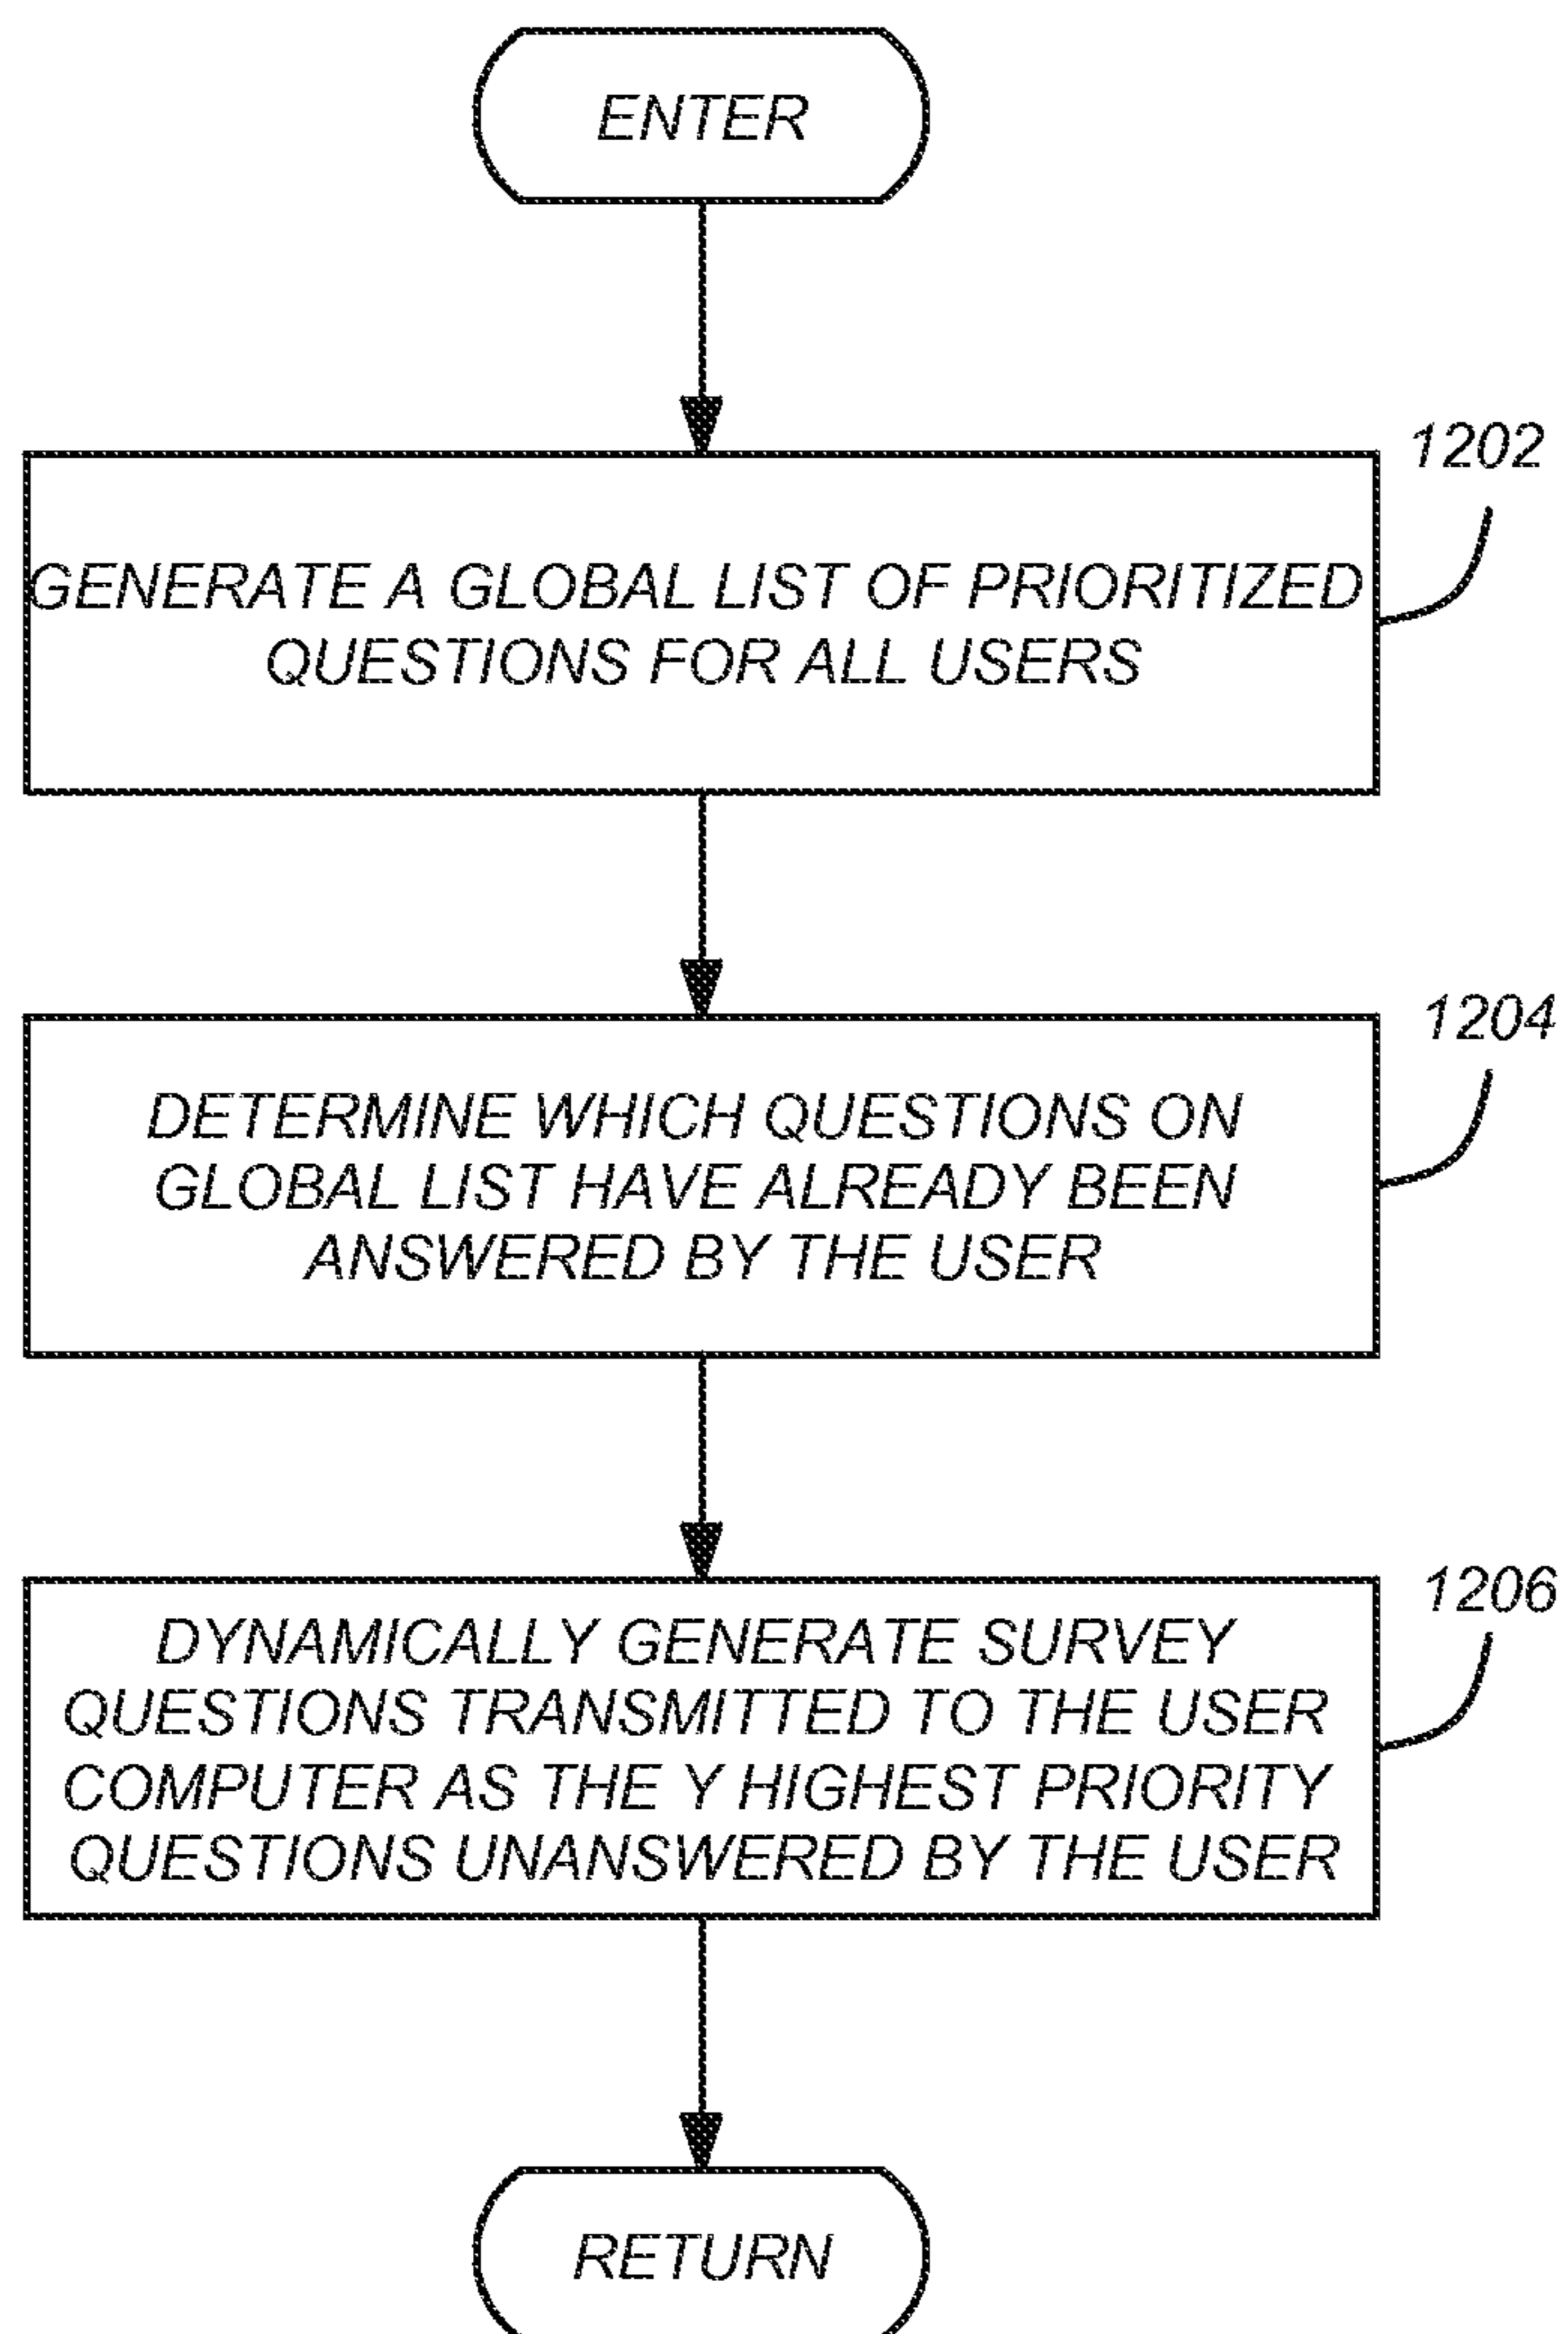 ENTER
1202
GENERATE A GLOBAL LIST OF PRIORITIZED
QUESTIONS FOR ALL USERS
1204
DETERMINE WHICH QUESTIONS ON
GLOBAL LIST HAVE ALREADY BEEN
ANSWERED BY THE USER
1206
DYNAMICALLY GENERATE SURVEY
QUESTIONS TRANSMITTED TO THE USER
COMPUTER AS THE Y HIGHEST PRIORITY
QUESTIONS UNANSWERED BY THE USER
RETURN